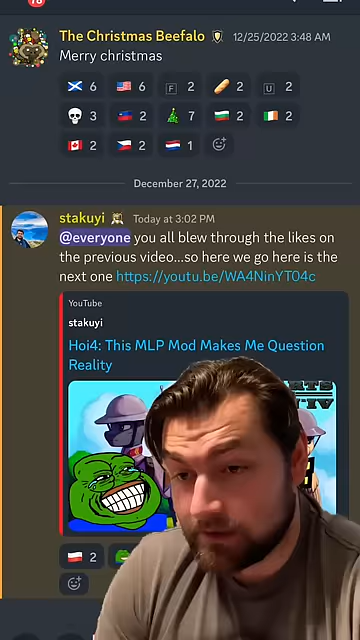 The Christmas Beefalo 12/25/2022 3:48 AM
Merry christmas
6 6 🄵 2 2 🅄 2
3 2 7 2 2
2 2 1
December 27, 2022
stakuyi Today at 3:02 PM
@everyone you all blew through the likes on
the previous video...so here we go here is the
next one https://youtu.be/WA4NinYT04c
YouTube
stakuyi
Hoi4: This MLP Mod Makes Me Question
Reality
2